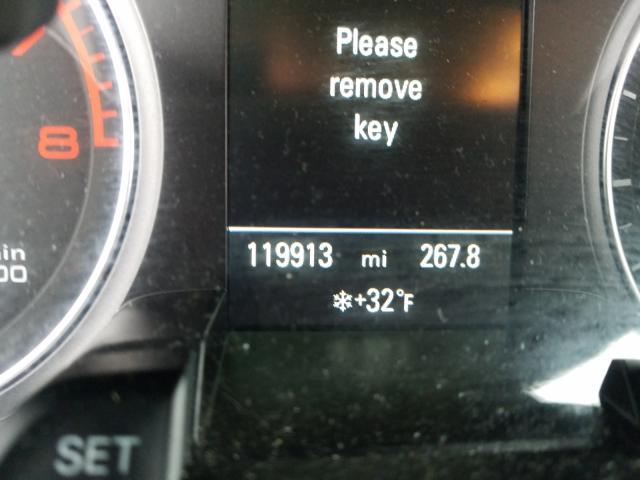 Please
remove
key
8
119913 mi 267.8
+32°F
SET